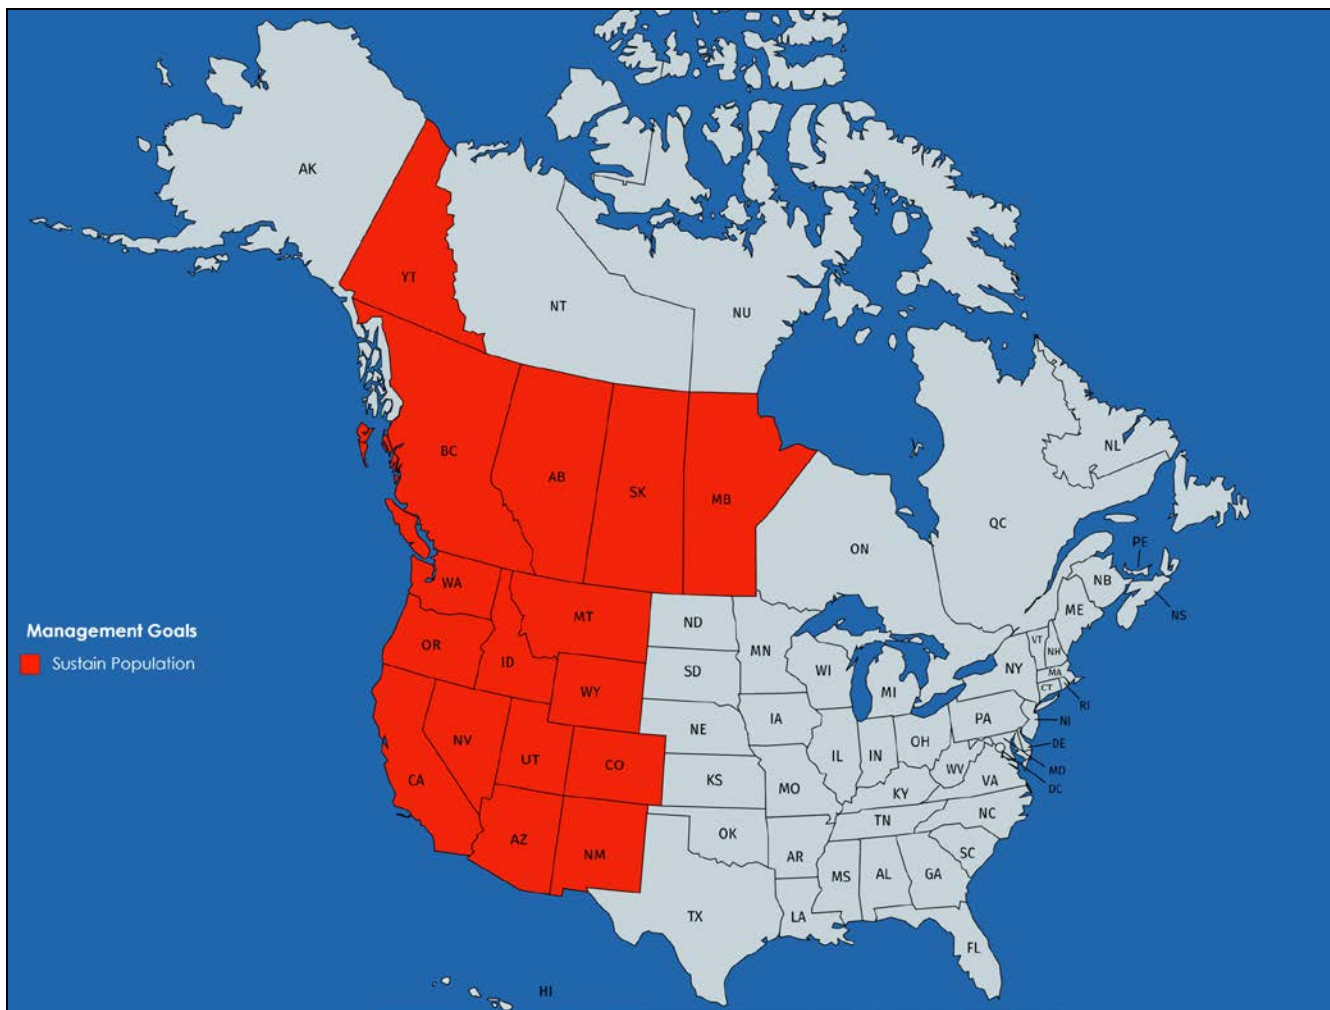 AK
YT
NT
NU
BC
AB
SK
MB
ON
QC
NL
PE
NB
NS
ME
WA
MT
ND
MN
OR
ID
WY
SD
WI
MI
NY
VT
NH
MA
CT
RI
NV
UT
CO
NE
IA
IL
IN
OH
PA
NJ
DE
MD
DC
CA
KS
MO
KY
WV
VA
AZ
NM
OK
AR
TN
NC
SC
MS
AL
GA
TX
LA
FL
HI
Management Goals
Sustain Population